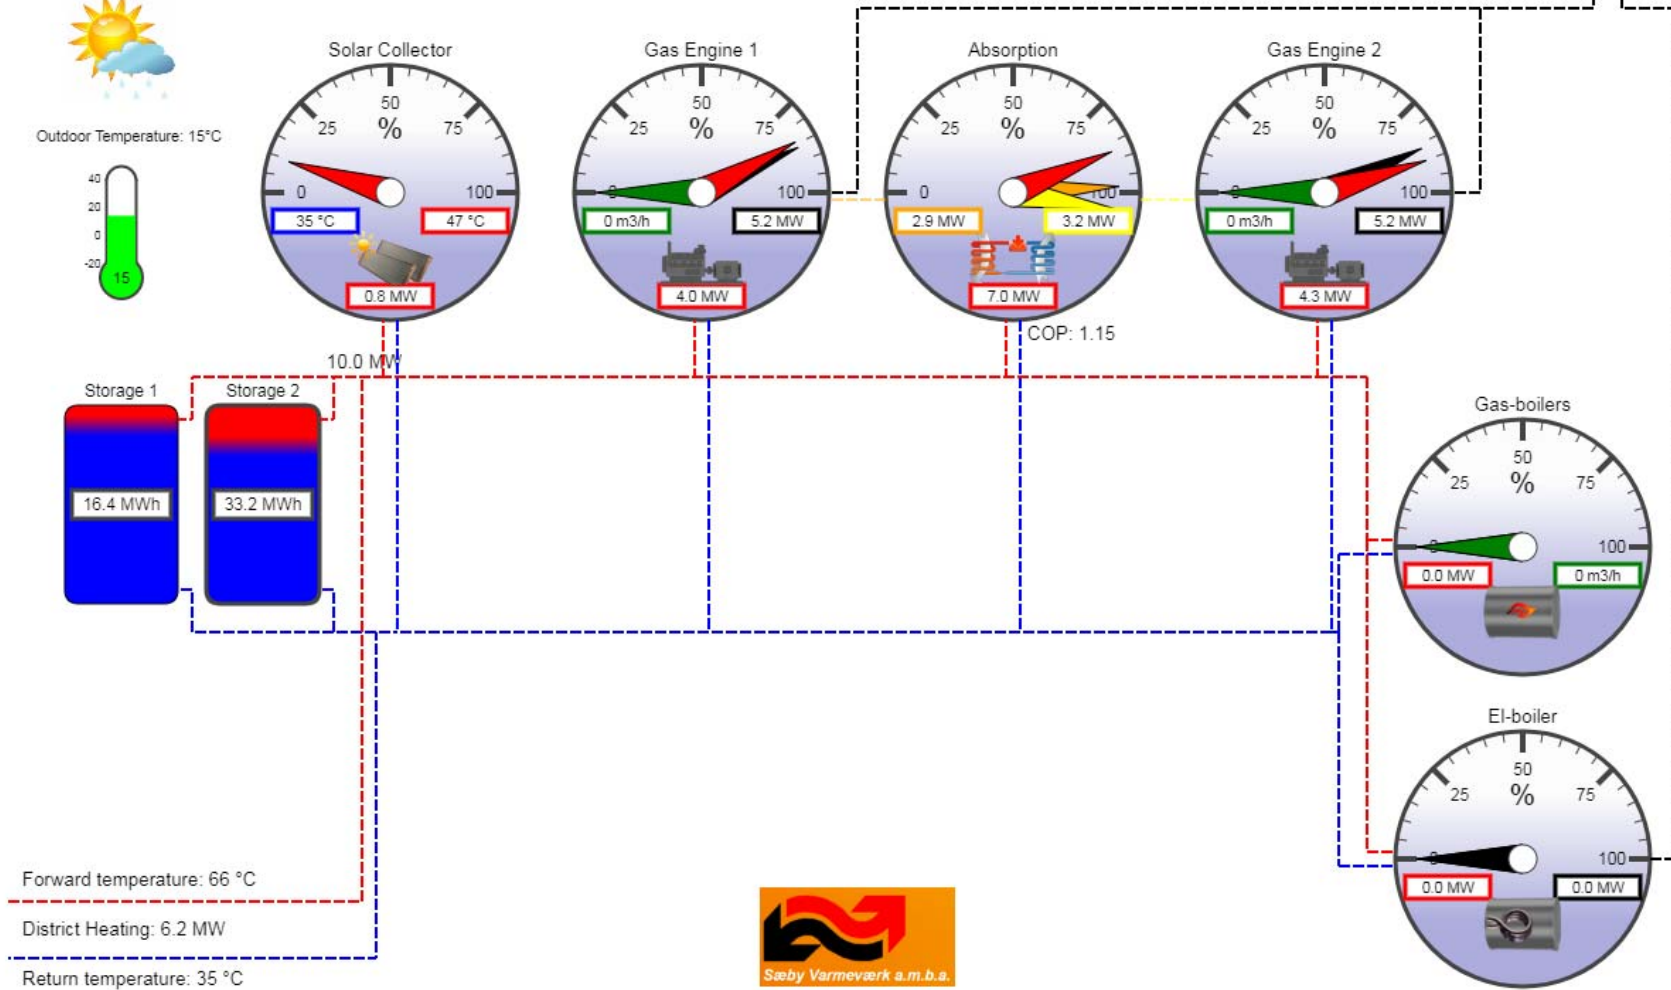 Solar Collector
Gas Engine 1
Absorption
Gas Engine 2
50
25
75
%
0
100
35 °C
47 °C
0.8 MW
50
25
75
%
0
100
0 m3/h
5.2 MW
4.0 MW
50
25
75
%
0
100
2.9 MW
3.2 MW
7.0 MW
50
25
75
%
0
100
0 m3/h
5.2 MW
4.3 MW
Outdoor Temperature: 15°C
40
20
0
-20
15
COP: 1.15
10.0 MW
Storage 1
Storage 2
16.4 MWh
33.2 MWh
Gas-boilers
50
25
75
%
0
100
0.0 MW
0 m3/h
El-boiler
50
25
75
%
0
100
0.0 MW
0.0 MW
Forward temperature: 66 °C
District Heating: 6.2 MW
Return temperature: 35 °C
Sæby Varmeværk a.m.b.a.